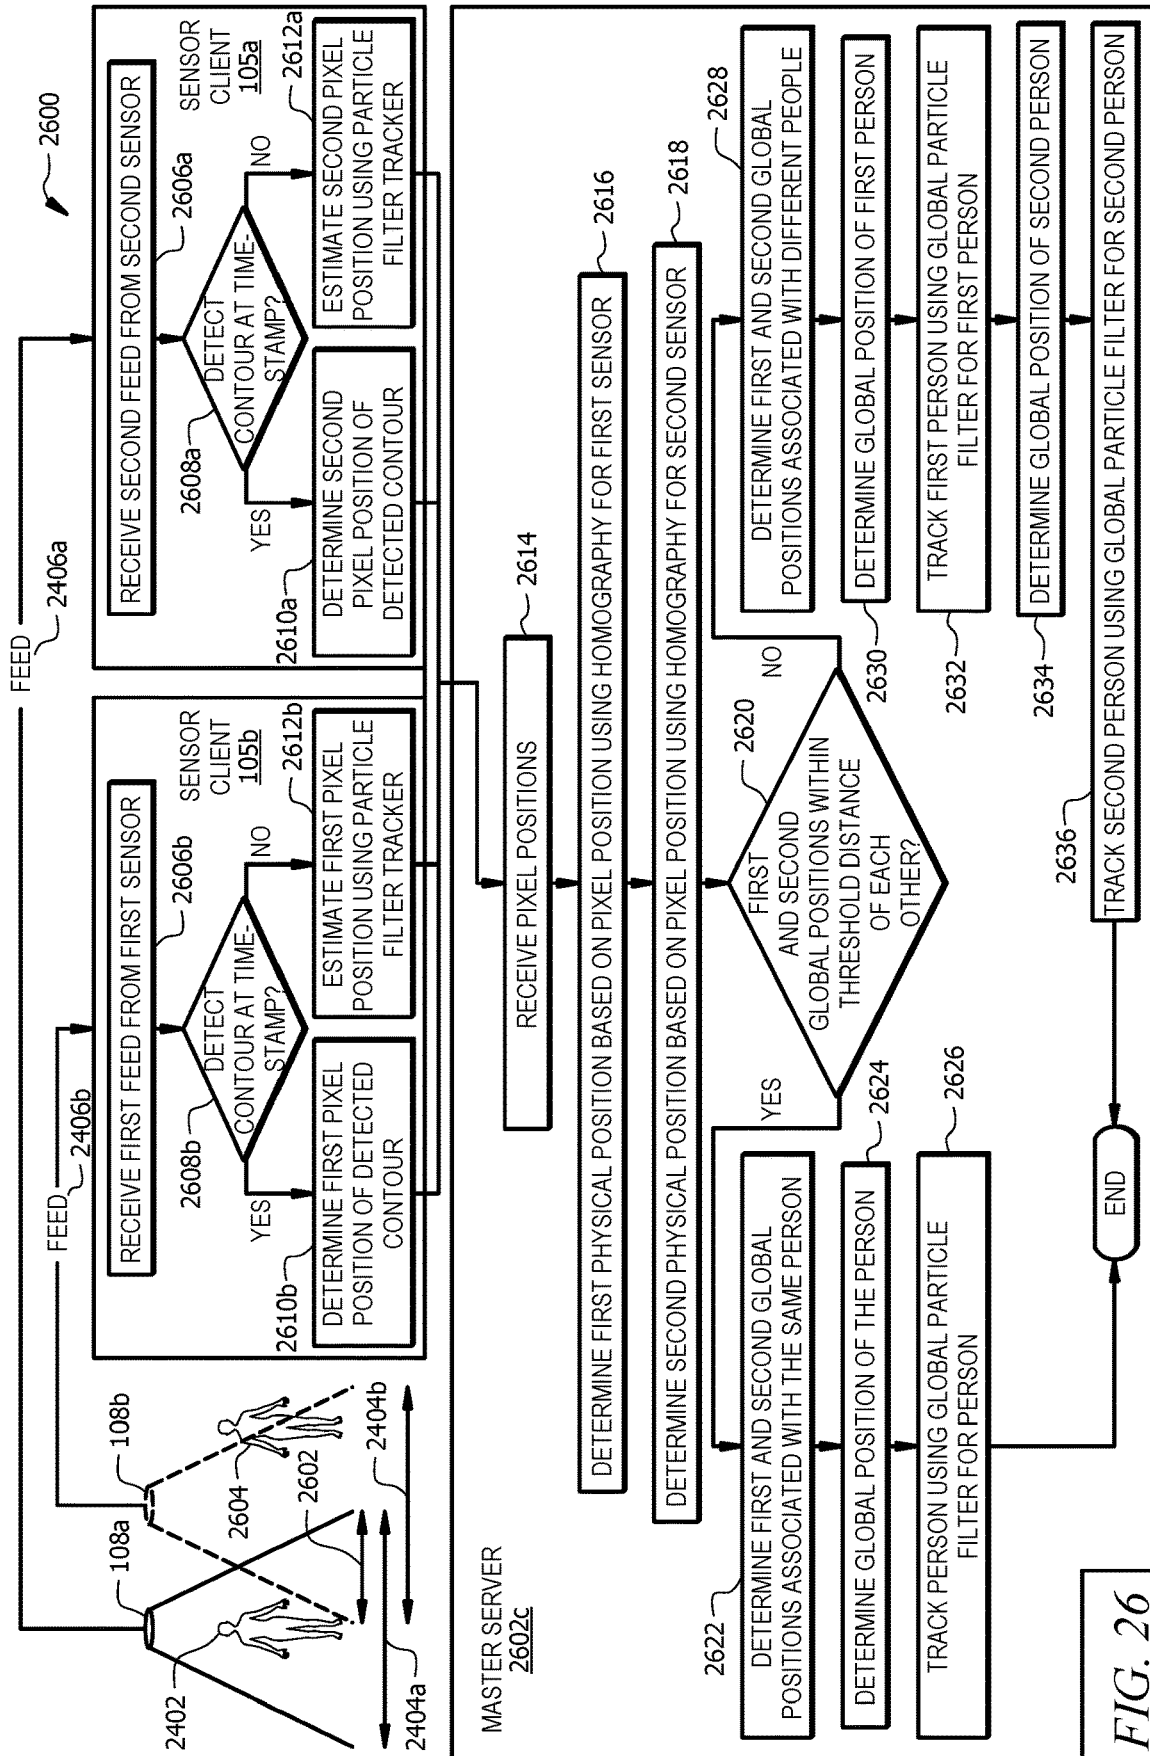 2600
FEED
2406a
FEED
2406b
108a
108b
2402
2604
2602
2404b
2404a
RECEIVE FIRST FEED FROM FIRST SENSOR
2606b
SENSOR
CLIENT
105b
DETECT
CONTOUR AT TIME-
STAMP?
2608b
YES
NO
2610b
DETERMINE FIRST PIXEL
POSITION OF DETECTED
CONTOUR
2612b
ESTIMATE FIRST PIXEL
POSITION USING PARTICLE
FILTER TRACKER
RECEIVE SECOND FEED FROM SECOND SENSOR
2606a
SENSOR
CLIENT
105a
DETECT
CONTOUR AT TIME-
STAMP?
2608a
YES
NO
2610a
DETERMINE SECOND
PIXEL POSITION OF
DETECTED CONTOUR
2612a
ESTIMATE SECOND PIXEL
POSITION USING PARTICLE
FILTER TRACKER
MASTER SERVER
2602c
RECEIVE PIXEL POSITIONS
2614
DETERMINE FIRST PHYSICAL POSITION BASED ON PIXEL POSITION USING HOMOGRAPHY FOR FIRST SENSOR
2616
DETERMINE SECOND PHYSICAL POSITION BASED ON PIXEL POSITION USING HOMOGRAPHY FOR SECOND SENSOR
2618
FIRST
AND SECOND
GLOBAL POSITIONS WITHIN
THRESHOLD DISTANCE
OF EACH
OTHER?
2620
YES
NO
2622
DETERMINE FIRST AND SECOND GLOBAL
POSITIONS ASSOCIATED WITH THE SAME PERSON
DETERMINE GLOBAL POSITION OF THE PERSON
2624
TRACK PERSON USING GLOBAL PARTICLE
FILTER FOR PERSON
2626
DETERMINE FIRST AND SECOND GLOBAL
POSITIONS ASSOCIATED WITH DIFFERENT PEOPLE
2628
DETERMINE GLOBAL POSITION OF FIRST PERSON
2630
TRACK FIRST PERSON USING GLOBAL PARTICLE
FILTER FOR FIRST PERSON
2632
DETERMINE GLOBAL POSITION OF SECOND PERSON
2634
2636
TRACK SECOND PERSON USING GLOBAL PARTICLE FILTER FOR SECOND PERSON
END
FIG. 26